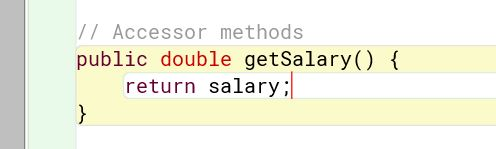 // Accessor methods
public double getSalary() {
return salary;
}